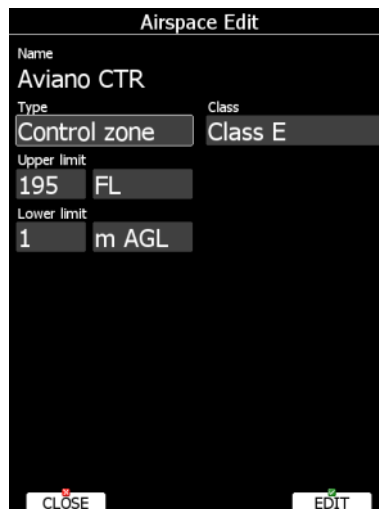 Airspace Edit
Name
Aviano CTR
Type Class
Control zone Class E
Upper limit
195 FL
Lower limit
1 m AGL
CLOSE EDIT